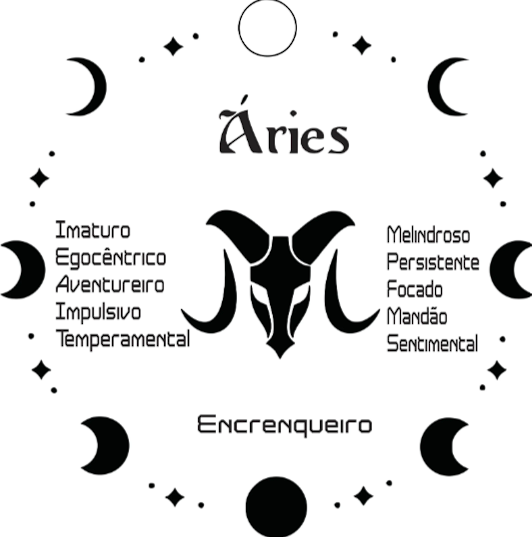 Áries
Imaturo
Egocêntrico
Aventureiro
Impulsivo
Temperamental
Melindroso
Persistente
Focado
Mandão
Sentimental
Encrenqueiro